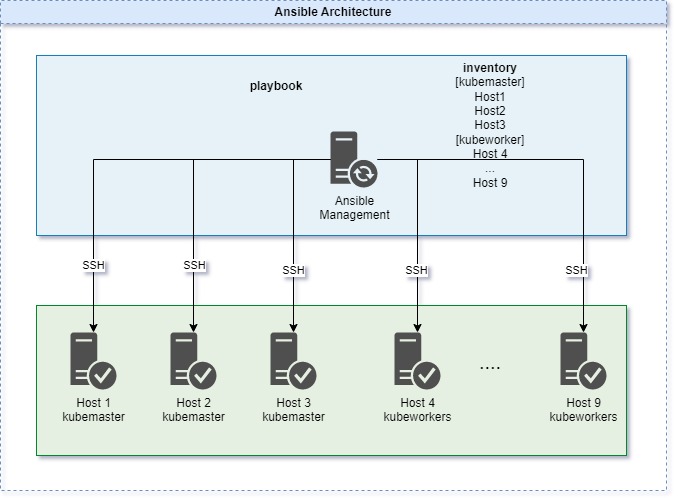 Ansible Architecture
playbook
inventory
[kubemaster]
Host1
Host2
Host3
[kubeworker]
Host 4
...
Host 9
Ansible
Management
SSH
SSH
SSH
SSH
SSH
Host 1
kubemaster
Host 2
kubemaster
Host 3
kubemaster
Host 4
kubeworkers
....
Host 9
kubeworkers